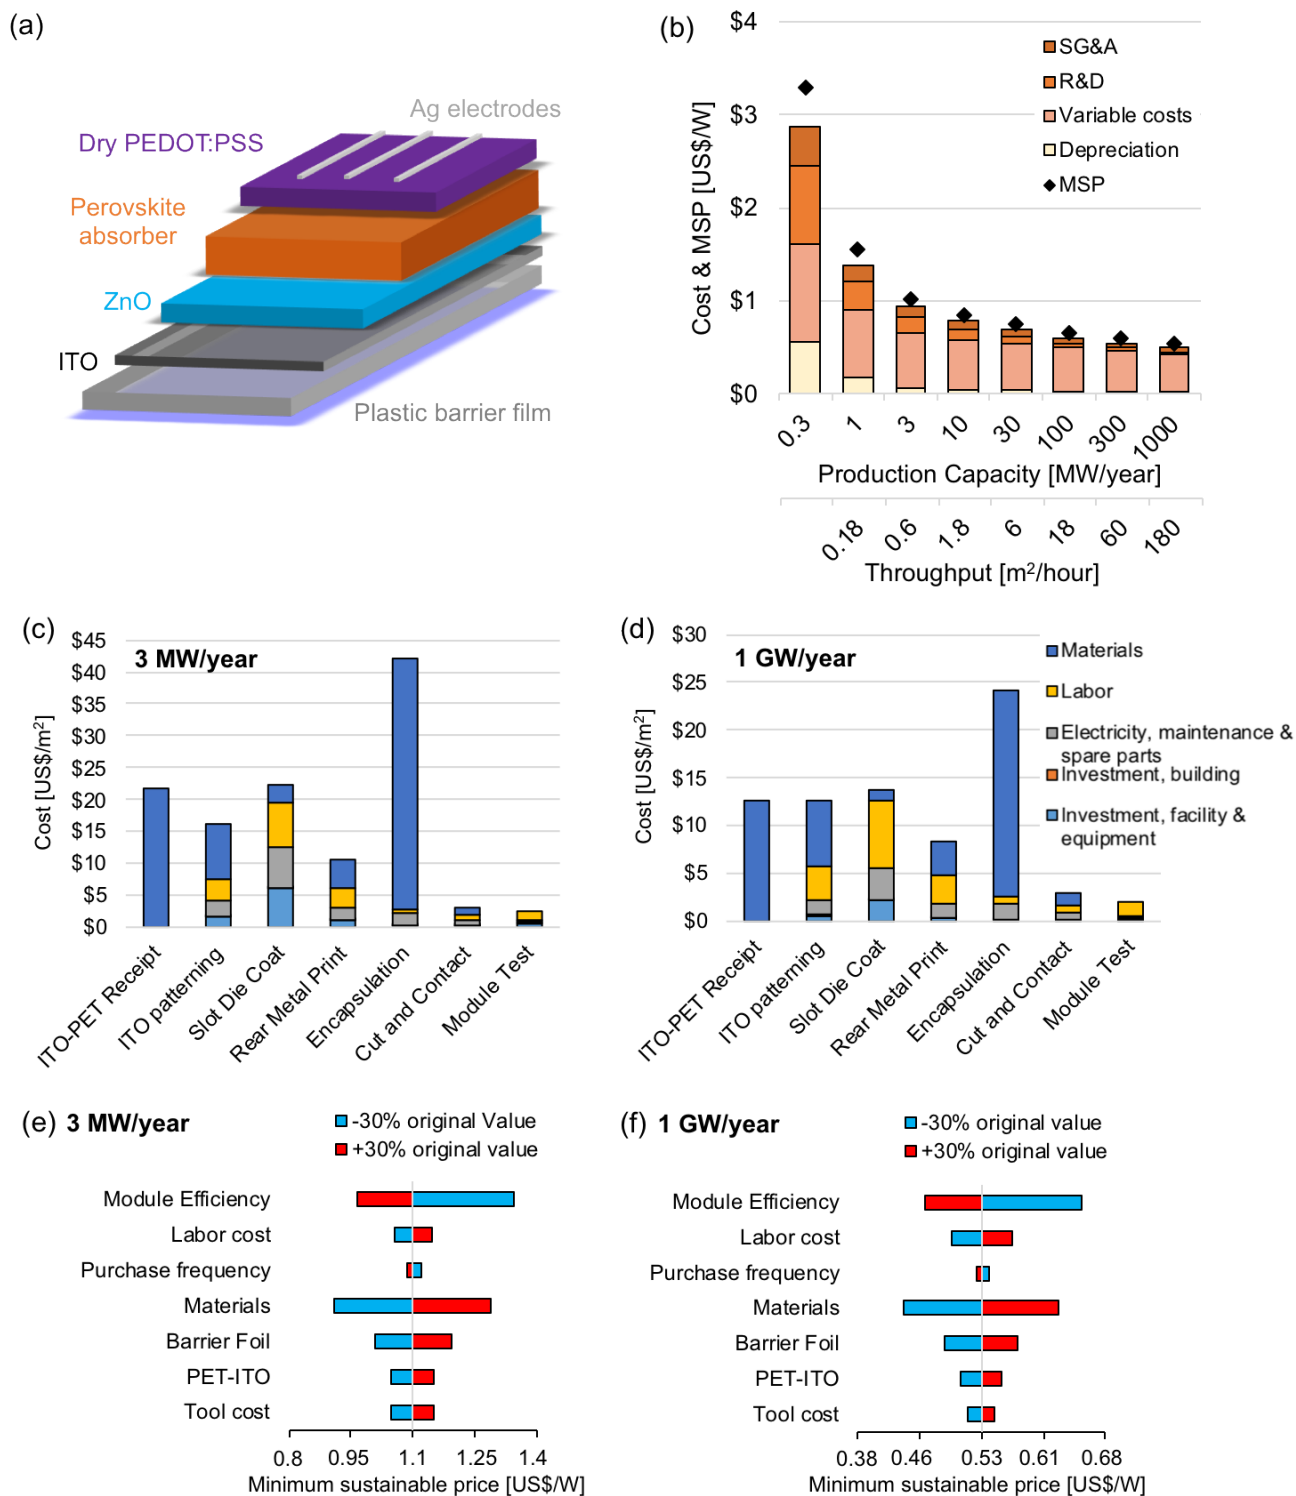 (a)
Ag electrodes
Dry PEDOT:PSS
Perovskite
absorber
ZnO
ITO
Plastic barrier film
(b)
$4
$3
$2
$1
$0
Cost & MSP [US$/W]
SG&A
R&D
Variable costs
Depreciation
MSP
0.3
1
3
10
30
100
300
1000
Production Capacity [MW/year]
0.18
0.6
1.8
6
18
60
180
Throughput [m²/hour]
(c)
3 MW/year
$45
$40
$35
$30
$25
$20
$15
$10
$5
$0
Cost [US$/m²]
ITO-PET Receipt
ITO patterning
Slot Die Coat
Rear Metal Print
Encapsulation
Cut and Contact
Module Test
(d)
1 GW/year
$30
$25
$20
$15
$10
$5
$0
Cost [US$/m²]
Materials
Labor
Electricity, maintenance &
spare parts
Investment, building
Investment, facility &
equipment
ITO-PET Receipt
ITO patterning
Slot Die Coat
Rear Metal Print
Encapsulation
Cut and Contact
Module Test
(e) 3 MW/year
-30% original Value
+30% original value
Module Efficiency
Labor cost
Purchase frequency
Materials
Barrier Foil
PET-ITO
Tool cost
0.8
0.95
1.1
1.25
1.4
Minimum sustainable price [US$/W]
(f) 1 GW/year
-30% original value
+30% original value
Module Efficiency
Labor cost
Purchase frequency
Materials
Barrier Foil
PET-ITO
Tool cost
0.38
0.46
0.53
0.61
0.68
Minimum sustainable price [US$/W]